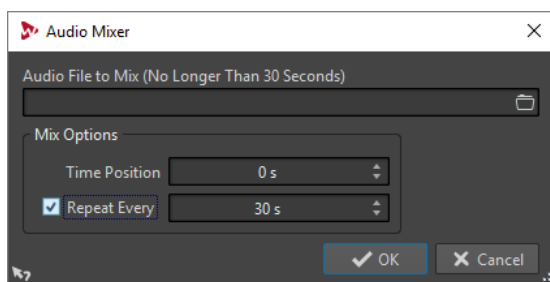 Audio Mixer
Audio File to Mix (No Longer Than 30 Seconds)
Mix Options
Time Position 0 s
Repeat Every 30 s
OK Cancel
?